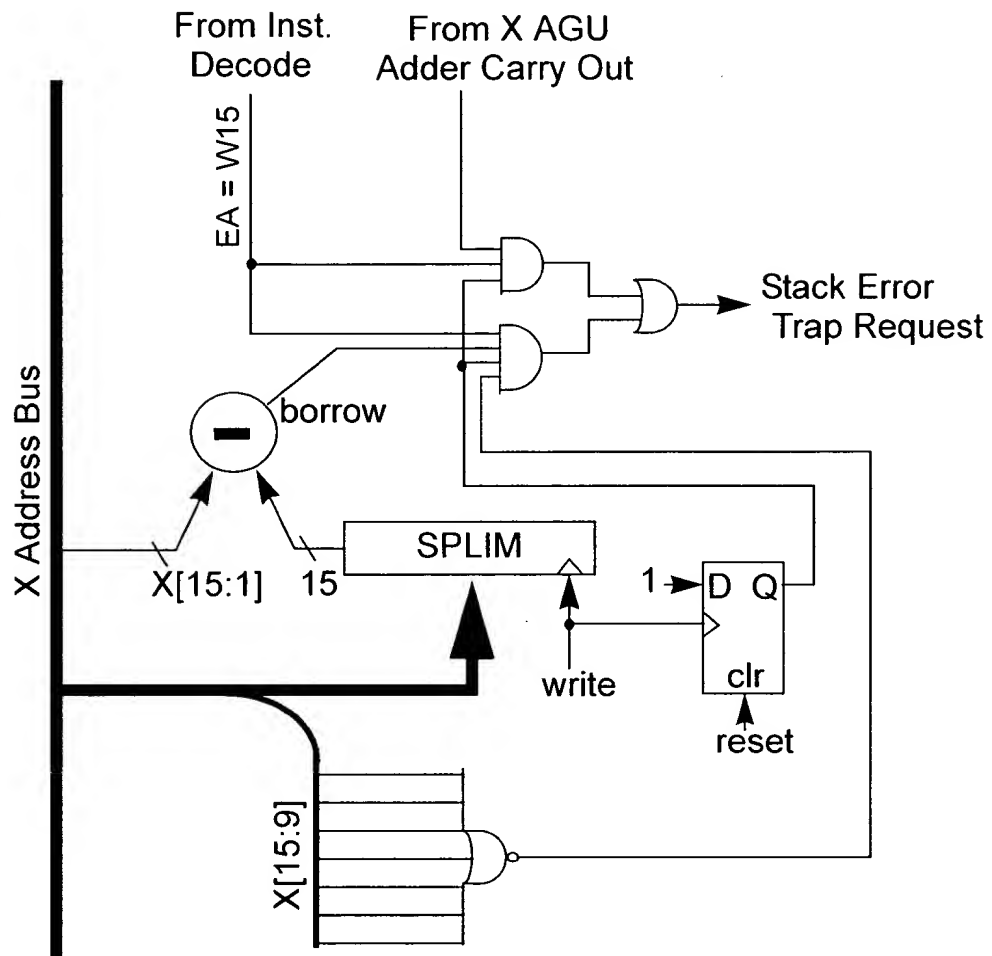 From Inst.
Decode
From X AGU
Adder Carry Out
EA = W15
X Address Bus
Stack Error
Trap Request
borrow
X[15:1]
15
SPLIM
1
D Q
write
clr
reset
X[15:9]